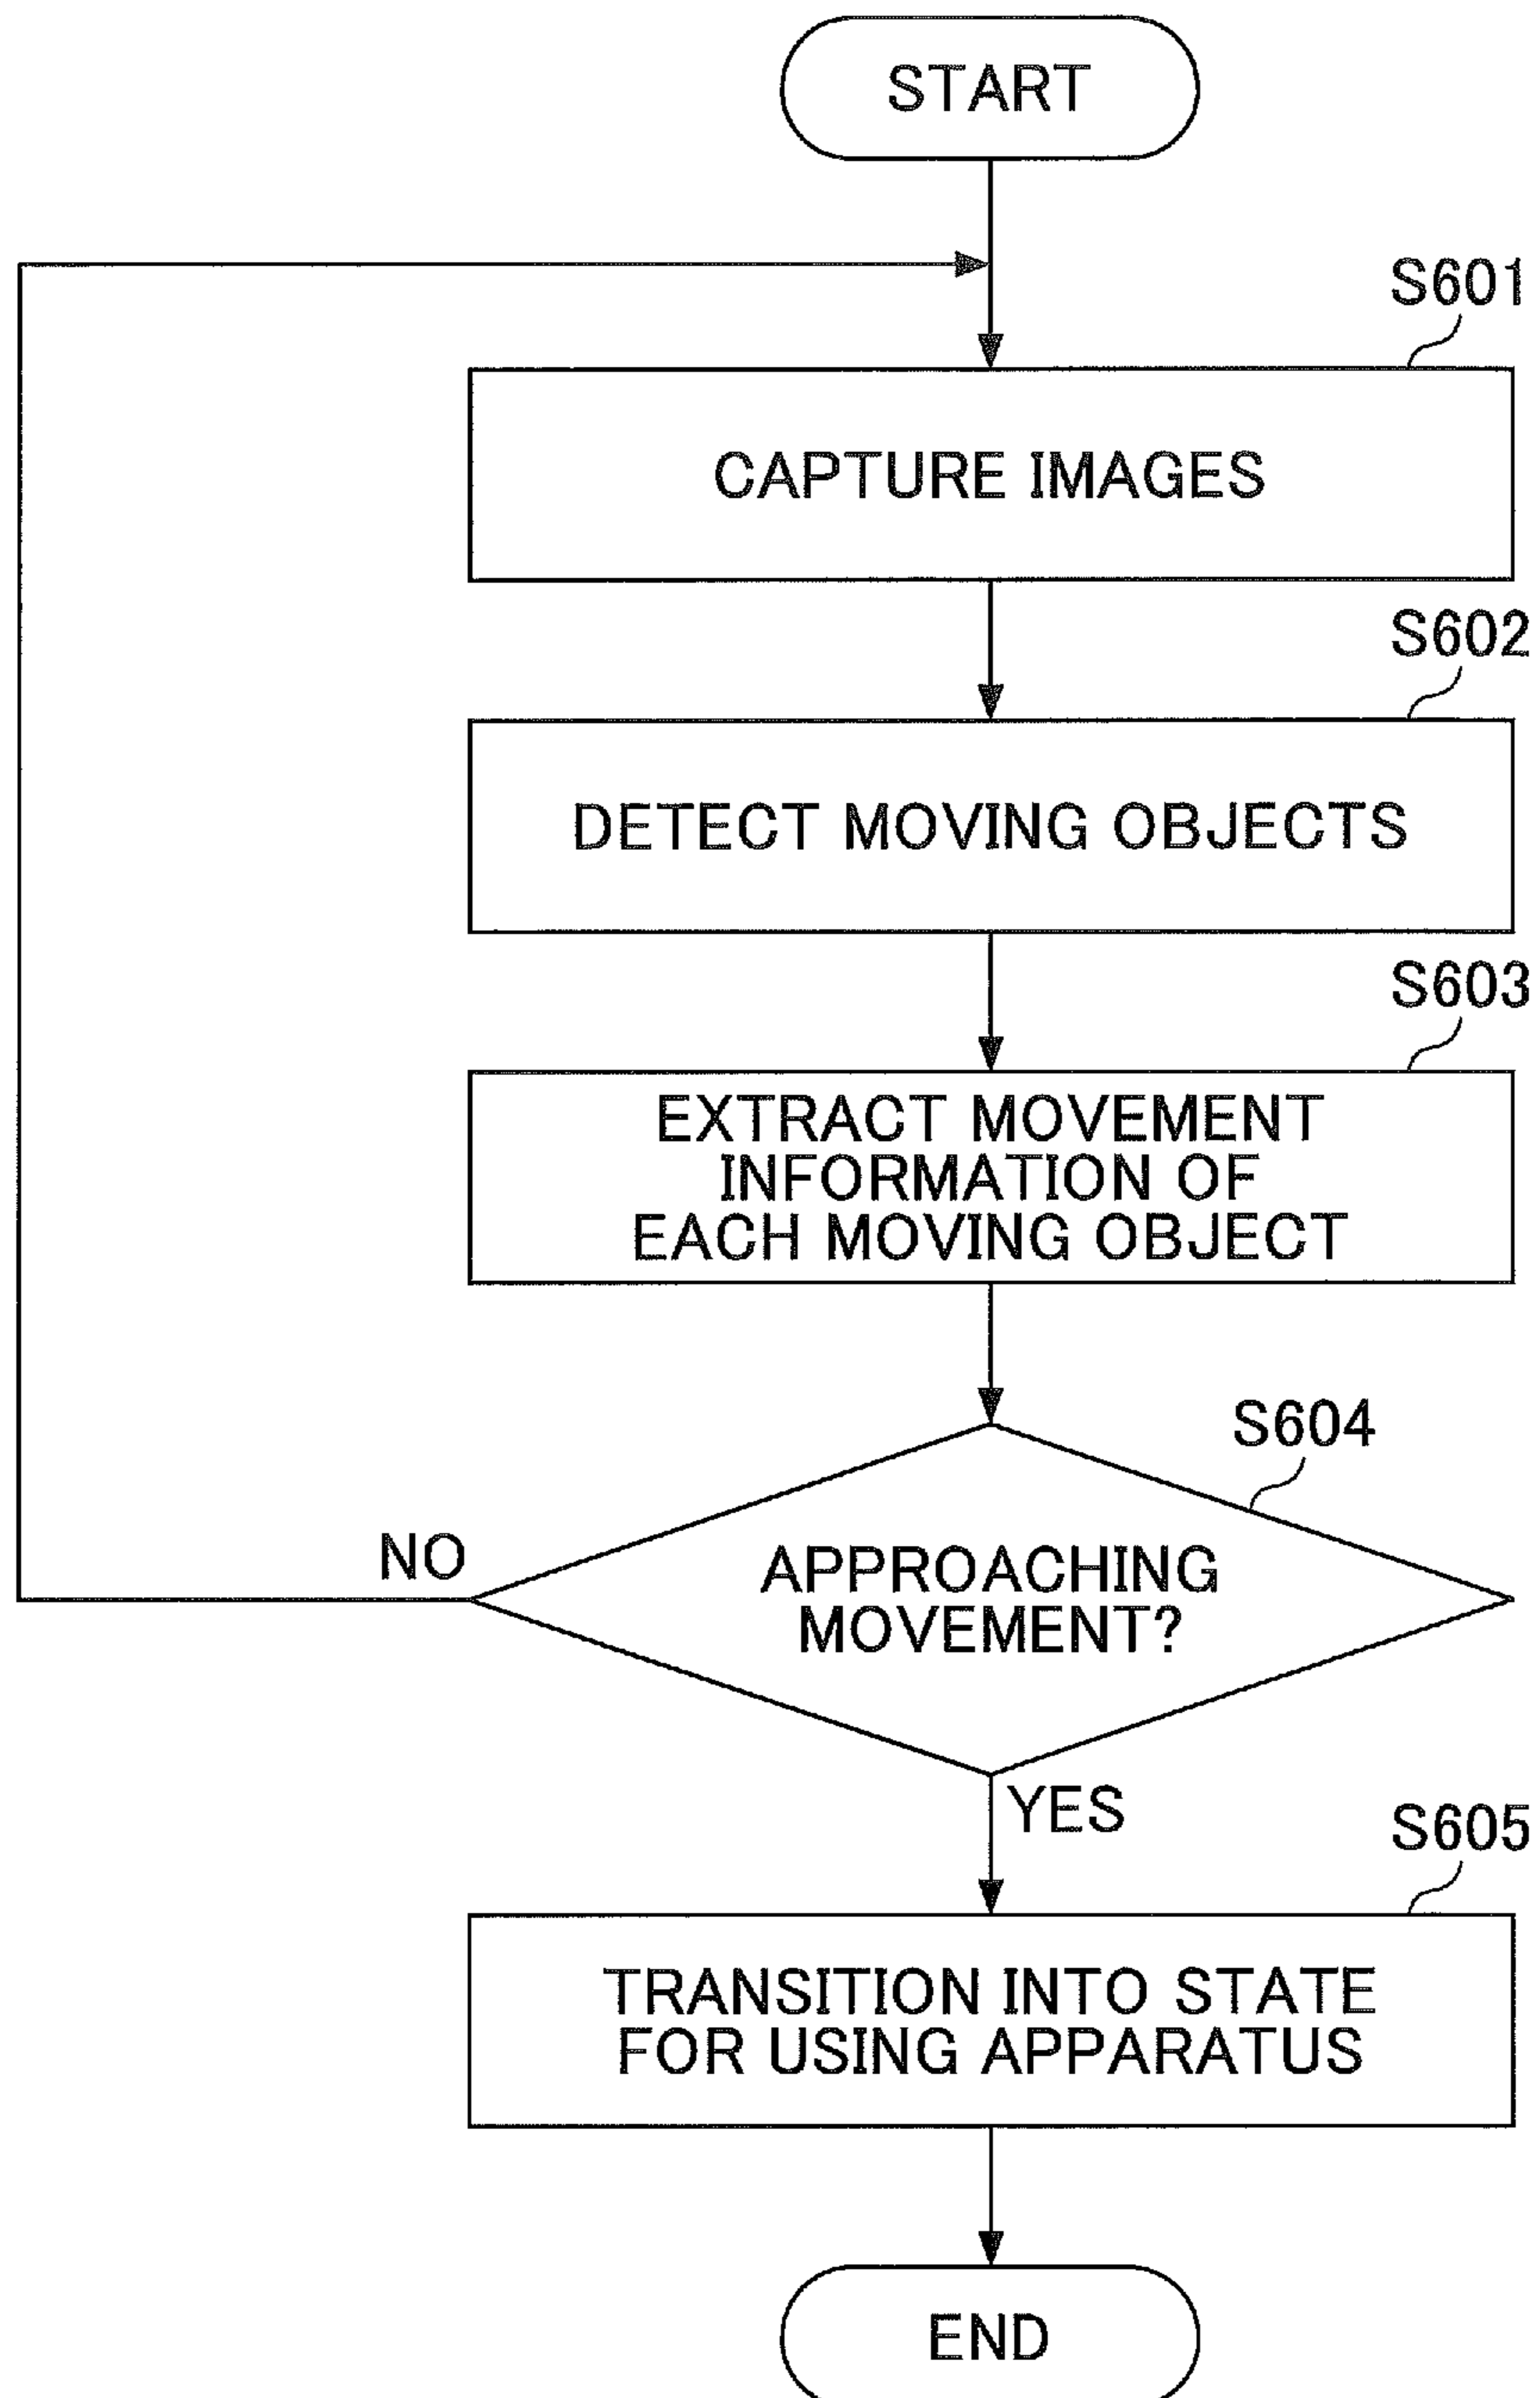 START
S601
CAPTURE IMAGES
S602
DETECT MOVING OBJECTS
S603
EXTRACT MOVEMENT
INFORMATION OF
EACH MOVING OBJECT
S604
NO
APPROACHING
MOVEMENT?
YES
S605
TRANSITION INTO STATE
FOR USING APPARATUS
END